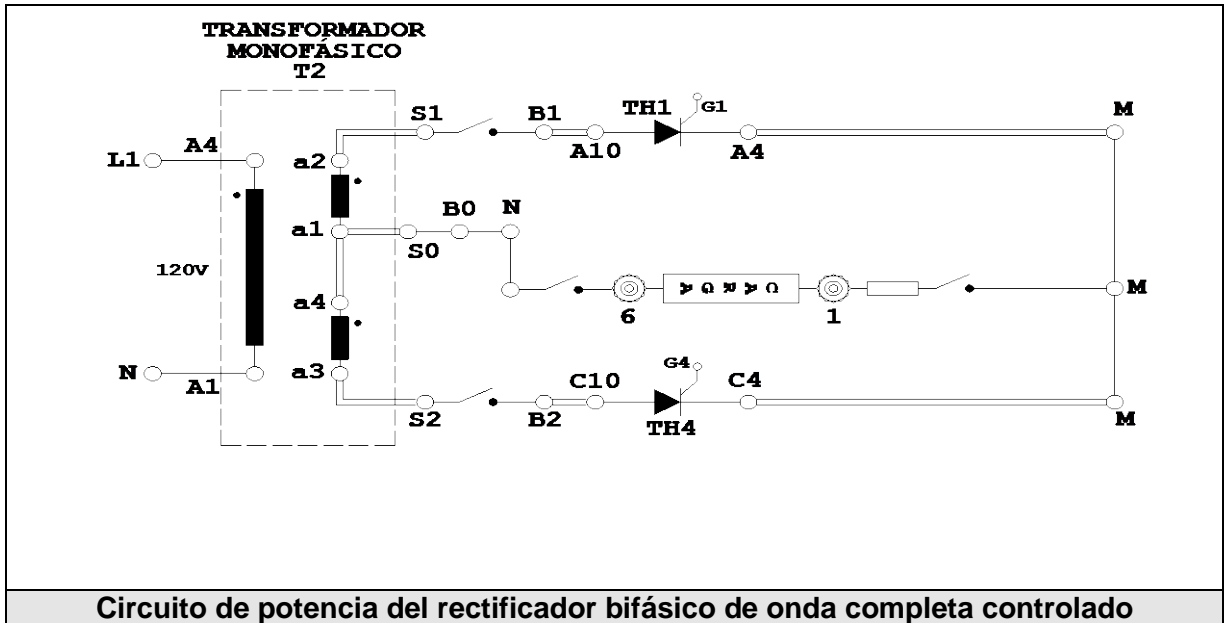 TRANSFORMADOR
MONOFÁSICO
T2
S1
B1
TH1
G1
M
L1
A4
a2
A10
A4
B0
N
a1
S0
120V
a4
CARGA
M
6
1
N
A1
a3
G4
C10
C4
S2
B2
TH4
M
Circuito de potencia del rectificador bifásico de onda completa controlado